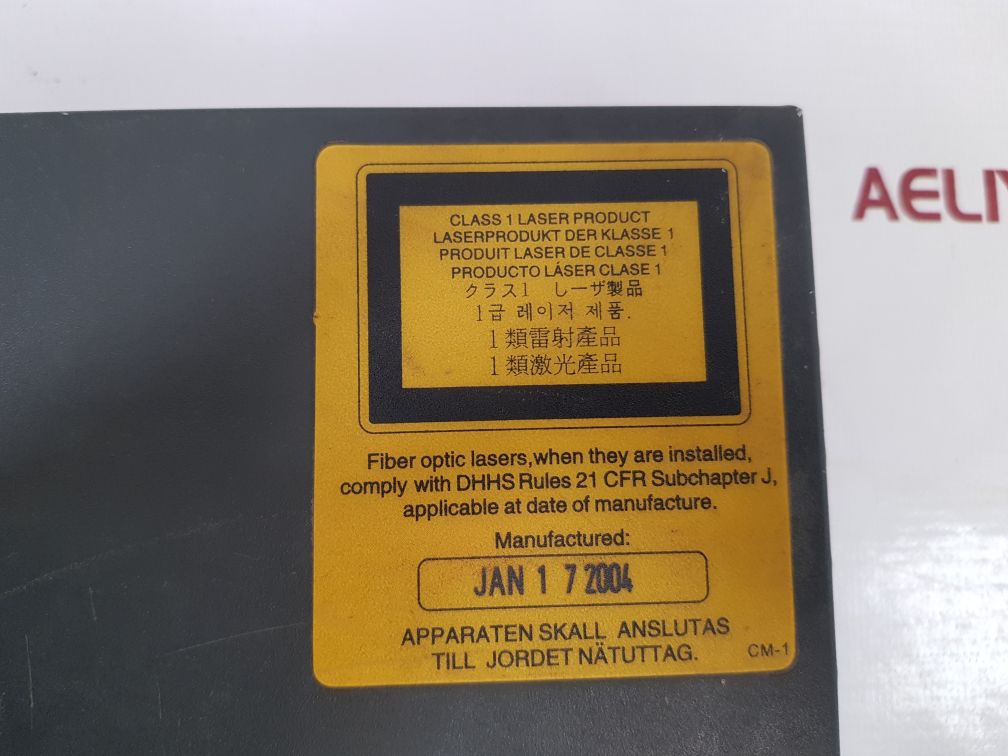 CLASS 1 LASER PRODUCT
LASERPRODUKT DER KLASSE 1
PRODUIT LASER DE CLASSE 1
PRODUCTO LÁSER CLASE 1
クラス1 レーザ製品
1급 레이저 제품.
1類雷射產品
1類激光產品
Fiber optic lasers,when they are installed,
comply with DHHS Rules 21 CFR Subchapter J,
applicable at date of manufacture.
Manufactured:
JAN 1 7 2004
APPARATEN SKALL ANSLUTAS
TILL JORDET NÄTUTTAG.
CM-1